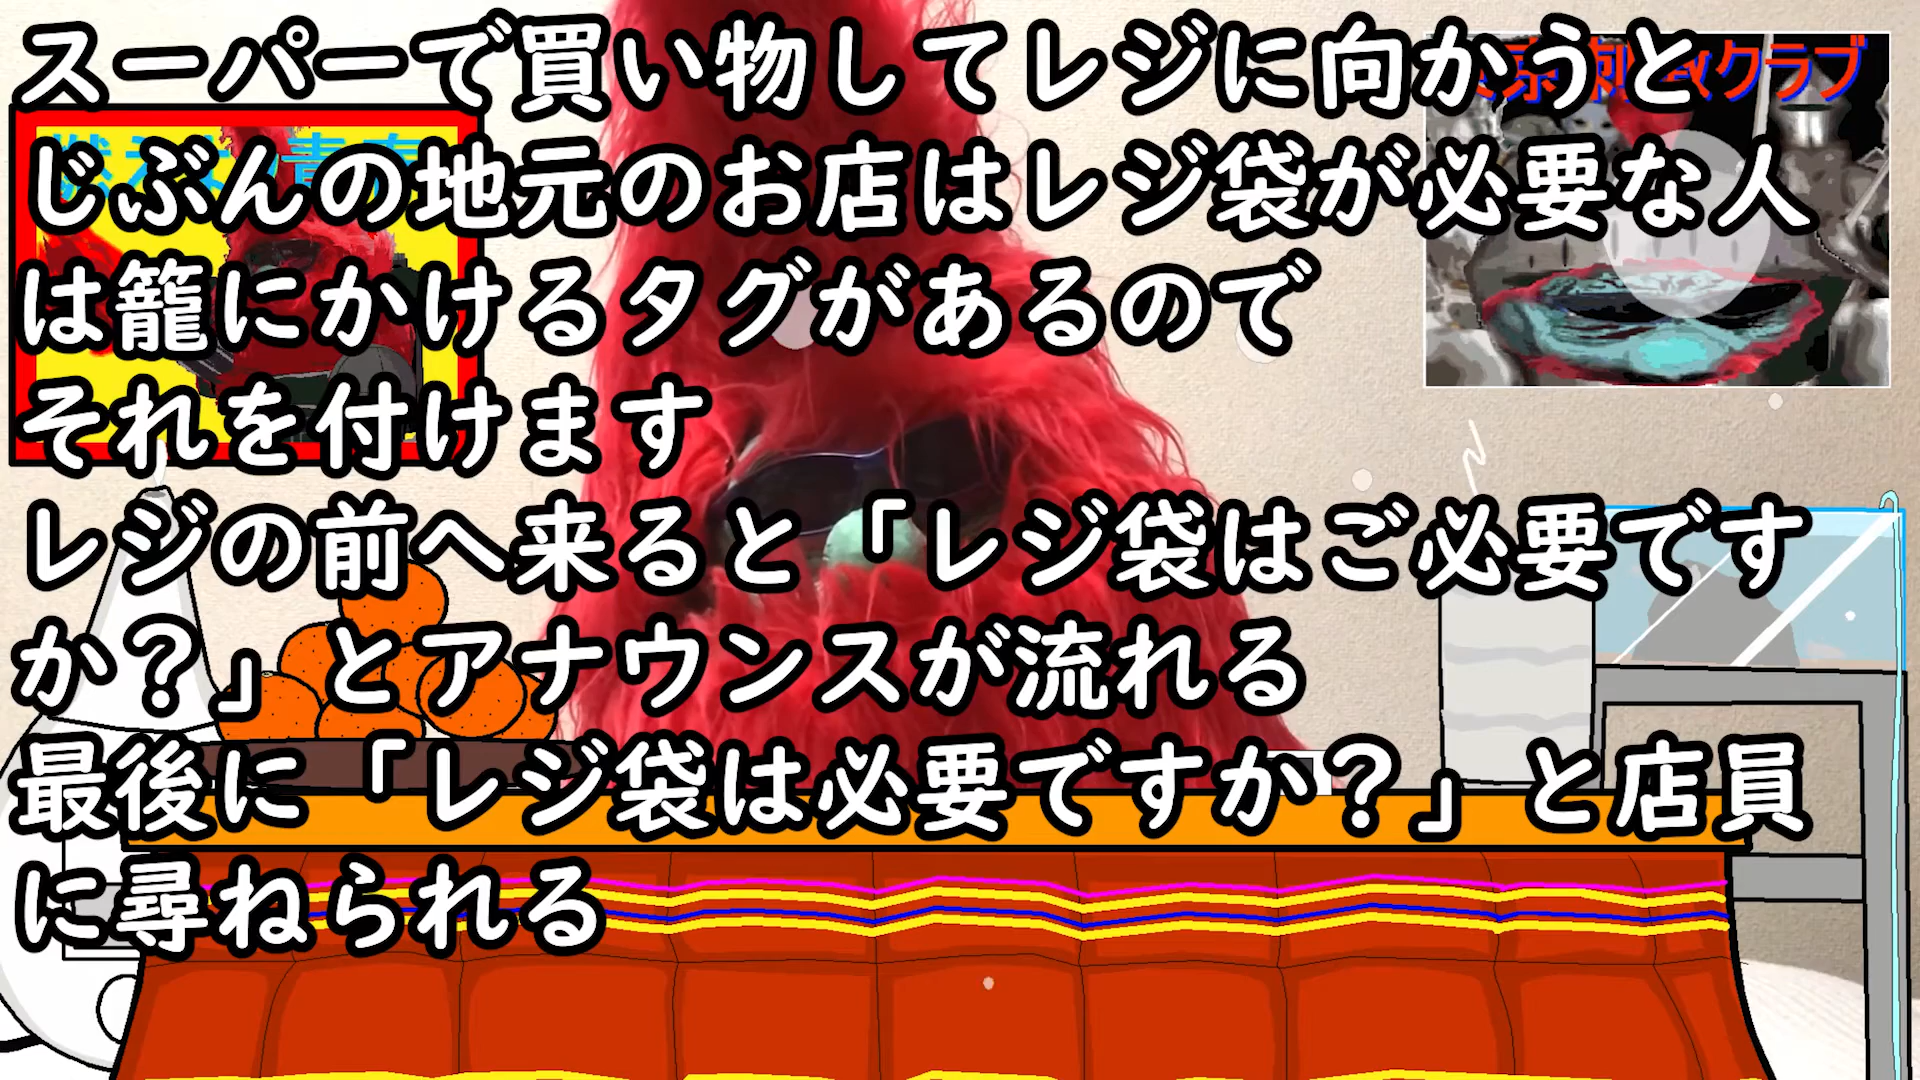 スーパーで買い物してレジに向かうと
じぶんの地元のお店はレジ袋が必要な人
は籠にかけるタグがあるので
それを付けます
レジの前へ来ると「レジ袋はご必要です
か？」とアナウンスが流れる
最後に「レジ袋は必要ですか？」と店員
に尋ねられる
クラブ